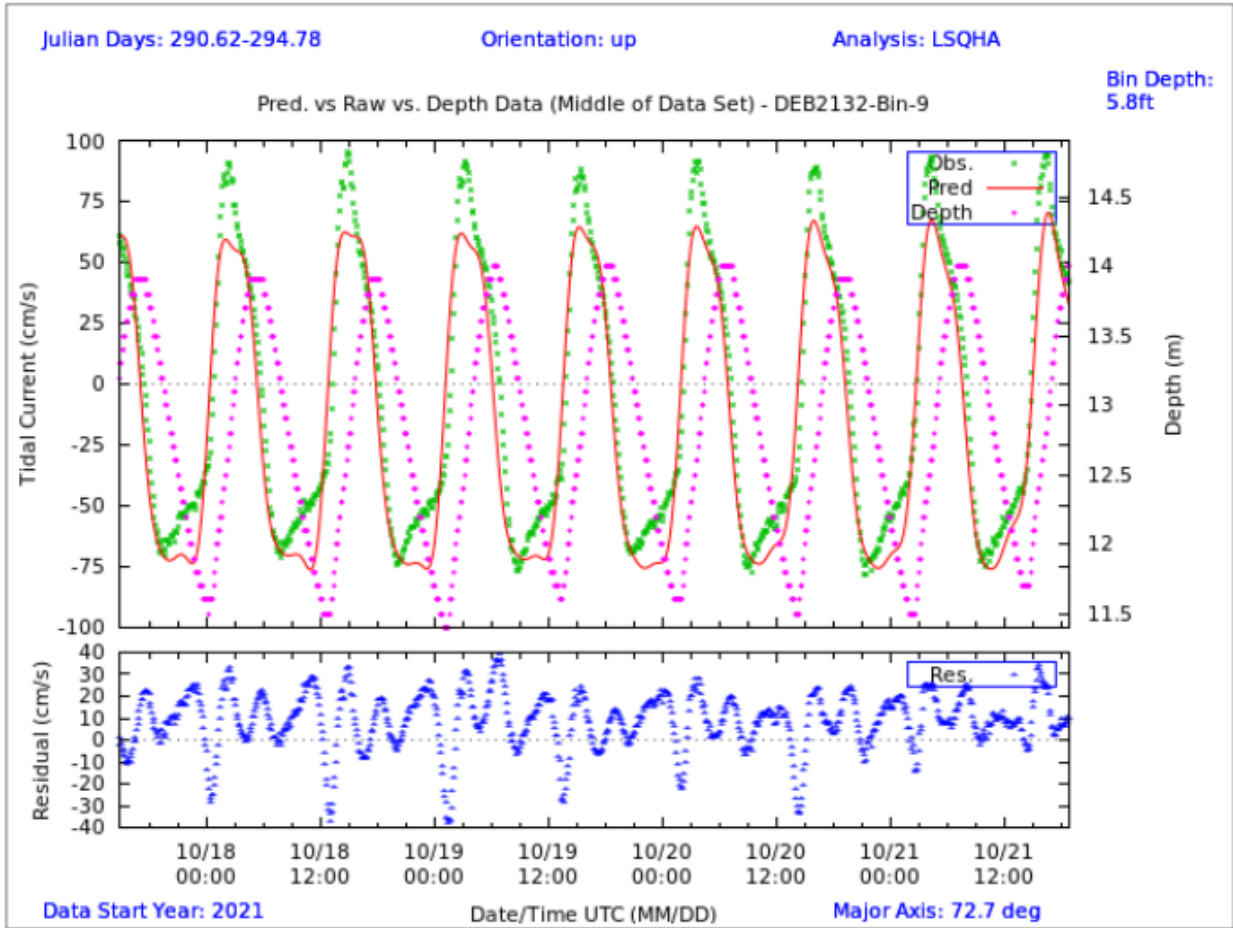 Julian Days: 290.62-294.78 Orientation: up Analysis: LSQHA
Bin Depth:
5.8ft
Pred. vs Raw vs. Depth Data (Middle of Data Set) - DEB2132-Bin-9
Tidal Current (cm/s)
100
75
50
25
0
-25
-50
-75
-100
Obs.
Pred
Depth
14.5
14
13.5
13
12.5
12
11.5
Depth (m)
Residual (cm/s)
40
30
20
10
0
-10
-20
-30
-40
Res.
10/18 10/18 10/19 10/19 10/20 10/20 10/21 10/21
00:00 12:00 00:00 12:00 00:00 12:00 00:00 12:00
Data Start Year: 2021 Date/Time UTC (MM/DD) Major Axis: 72.7 deg